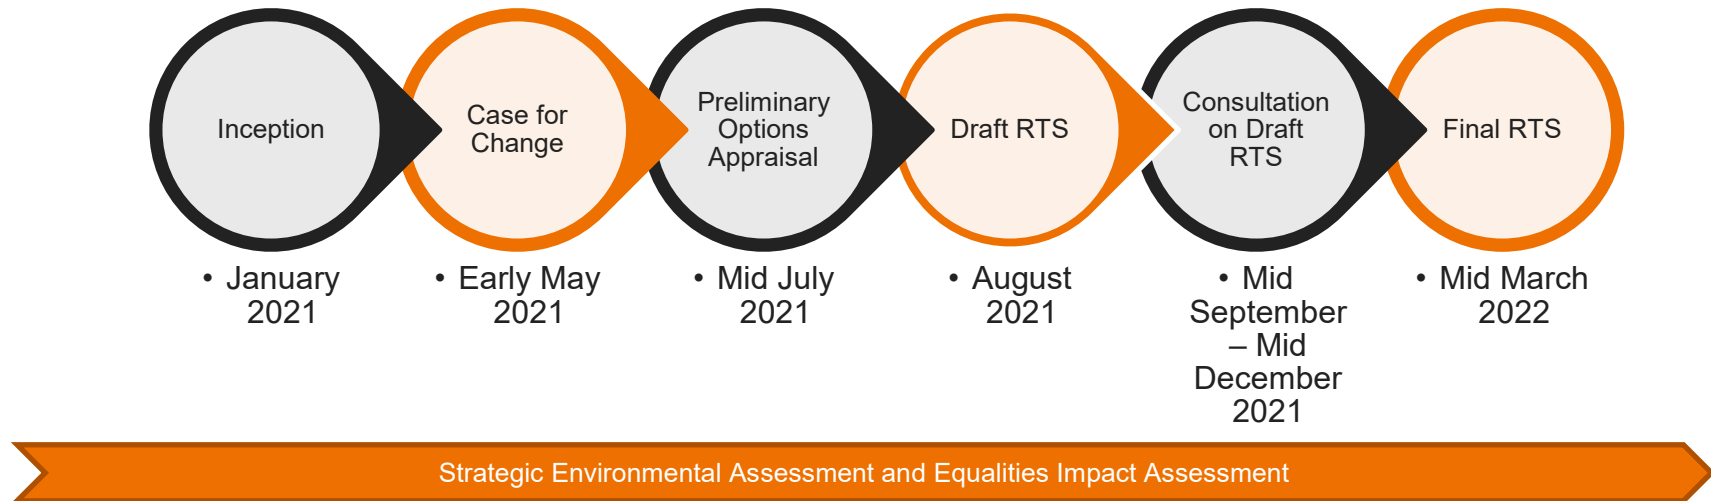 Inception
Case for
Change
Preliminary
Options
Appraisal
Draft RTS
Consultation
on Draft
RTS
Final RTS
• January
2021
• Early May
2021
• Mid July
2021
• August
2021
• Mid
September
– Mid
December
2021
• Mid March
2022
Strategic Environmental Assessment and Equalities Impact Assessment